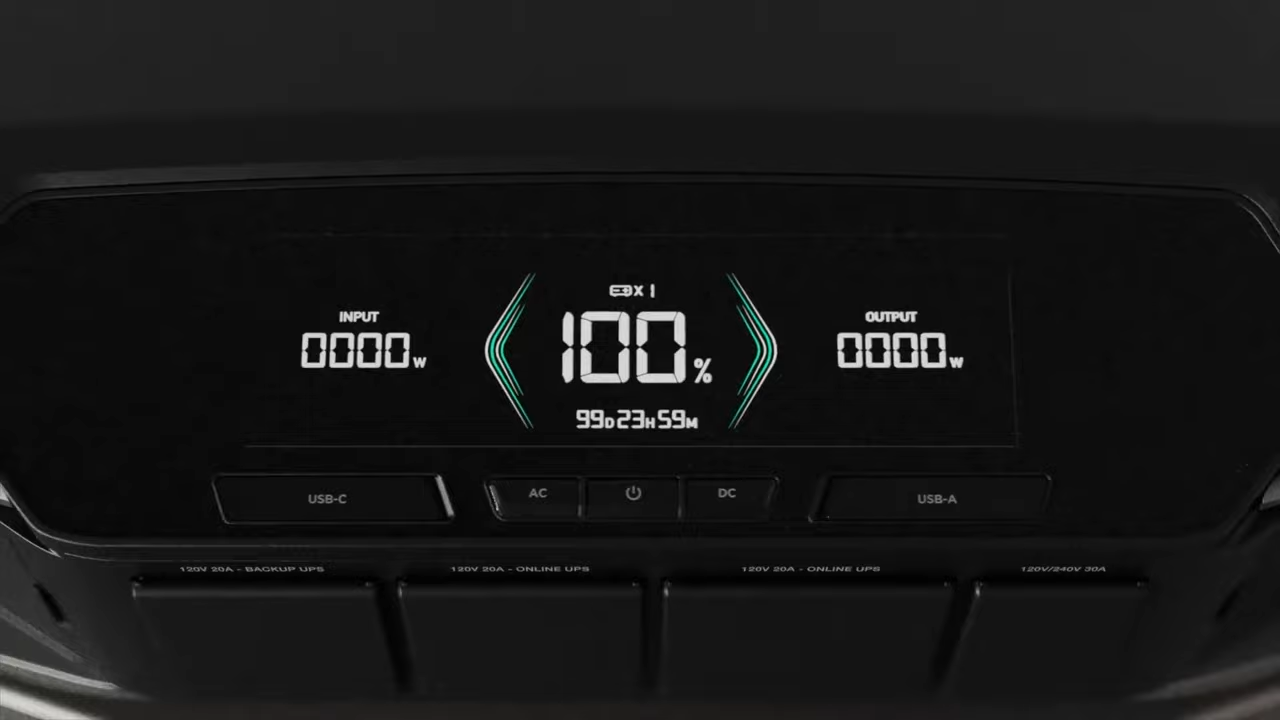 X 1
INPUT
100%
OUTPUT
0000W
0000W
99D23H59M
USB-C
AC
DC
USB-A
120V 20A - BACKUP UPS
120V 20A - ONLINE UPS
120V 20A - ONLINE UPS
120V/240V 30A